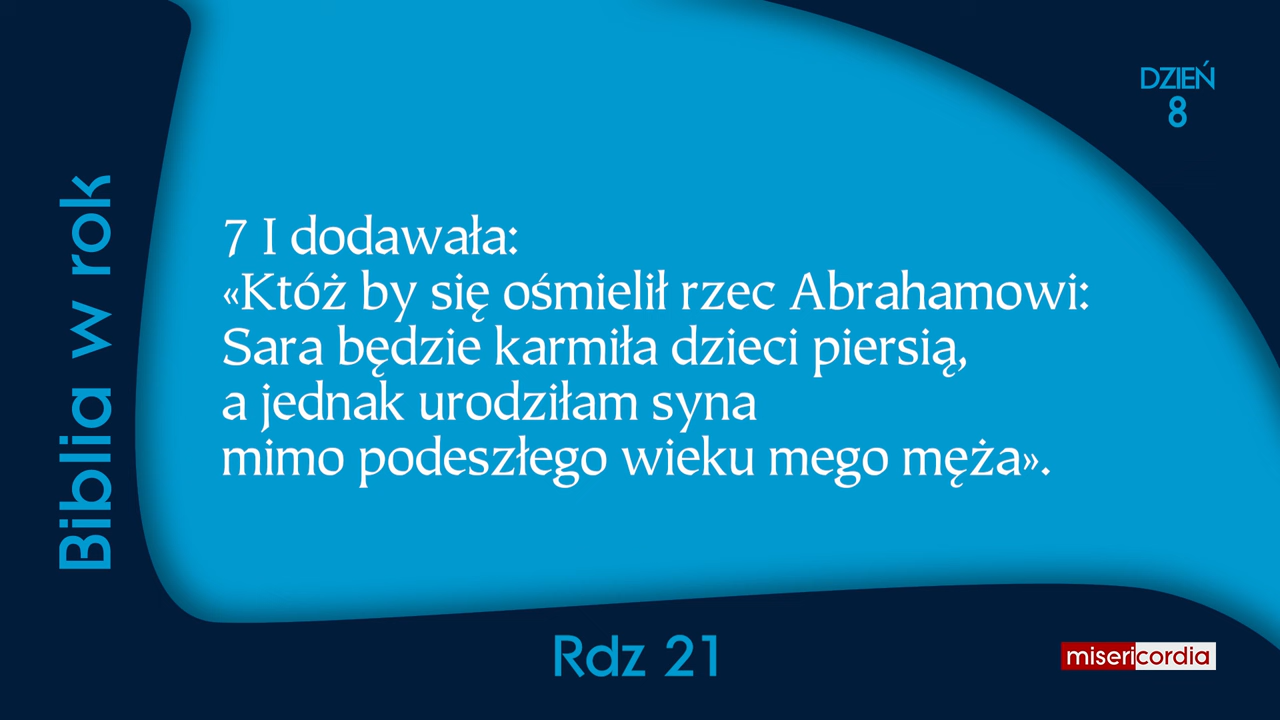 DZIEŃ
8
Biblia w rok
7 I dodawała:
«Któż by się ośmielił rzec Abrahamowi:
Sara będzie karmiła dzieci piersią,
a jednak urodziłam syna
mimo podeszłego wieku mego męża».
Rdz 21
misericordia